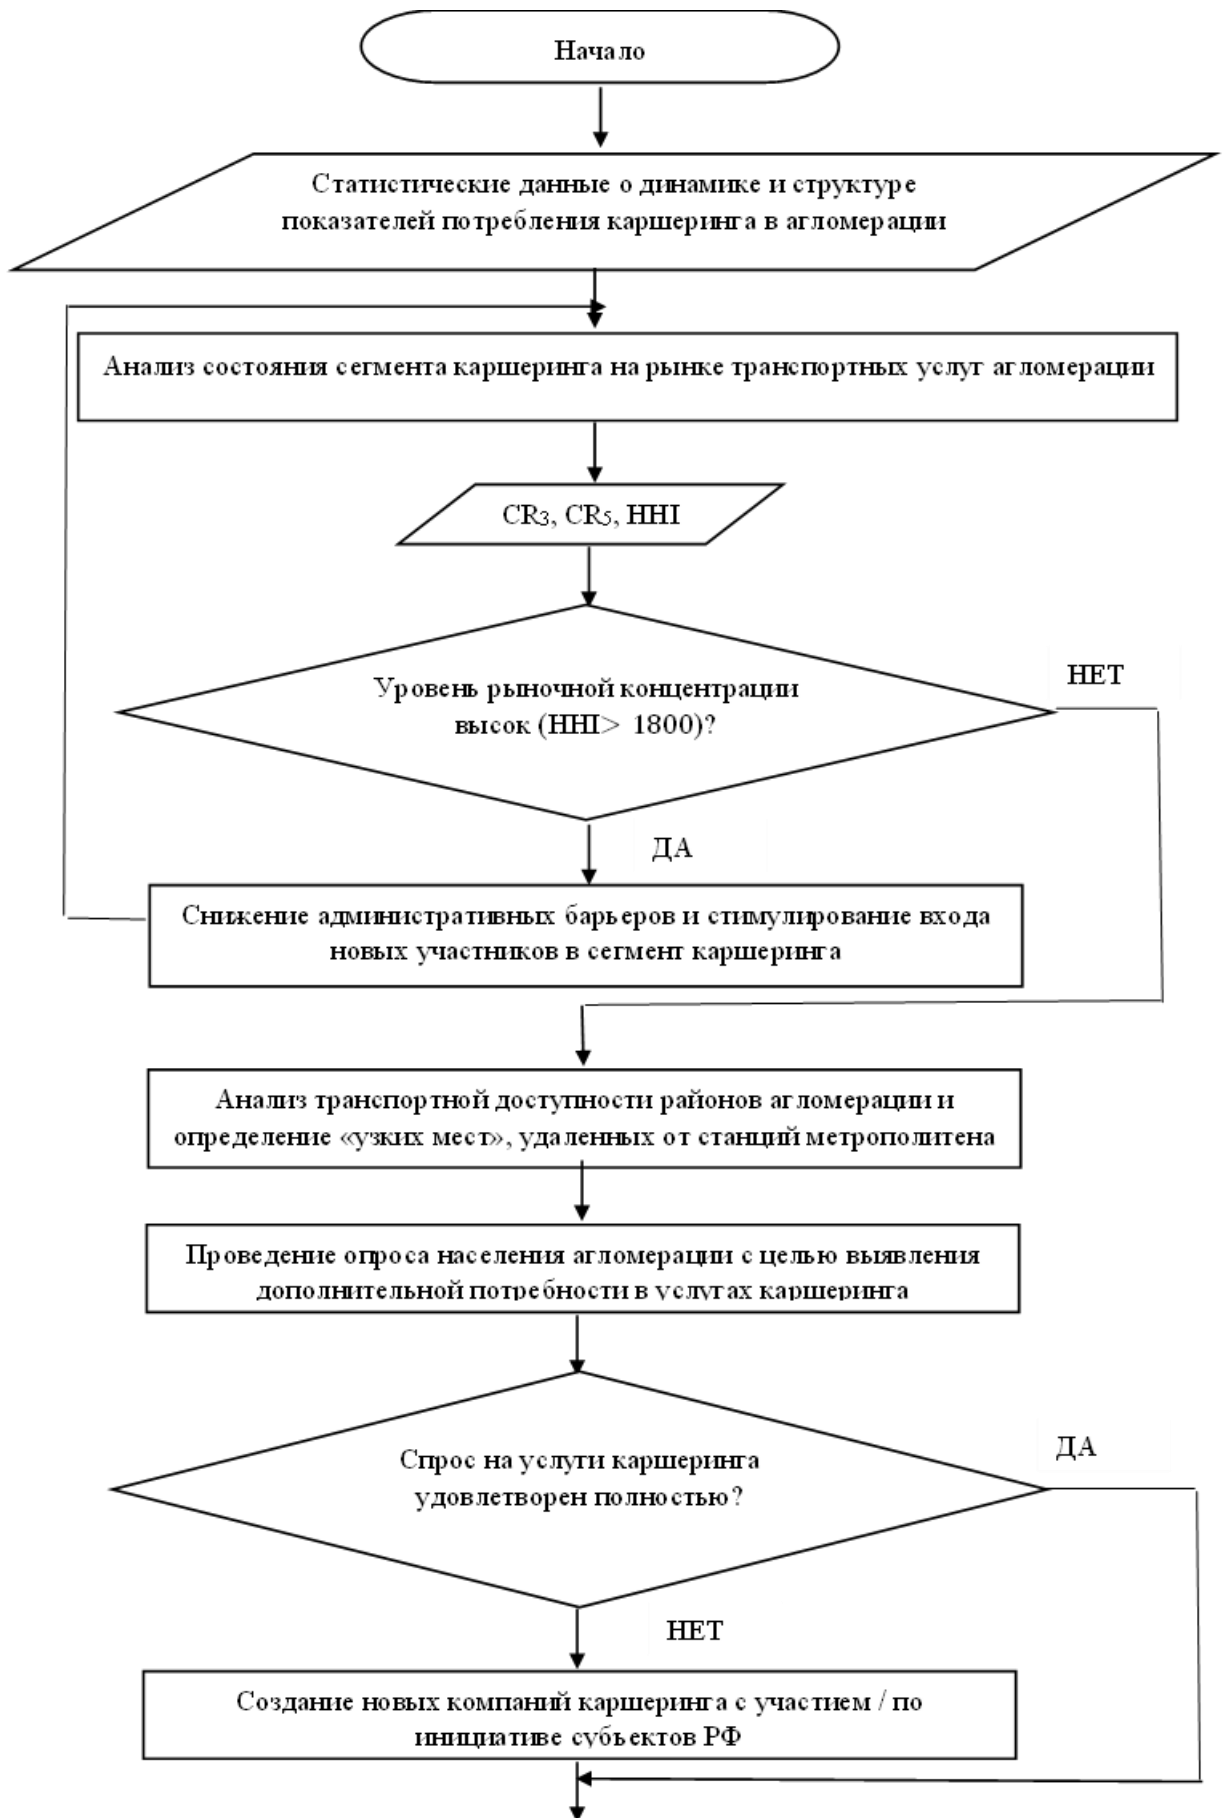 Начало
Статистические данные о динамике и структуре
показателей потребления каршеринга в агломерации
Анализ состояния сегмента каршеринга на рынке транспортных услуг агломерации
CR3, CR5, HHI
Уровень рыночной концентрации
высок (HHI> 1800)?
НЕТ
ДА
Снижение административных барьеров и стимулирование входа
новых участников в сегмент каршеринга
Анализ транспортной доступности районов агломерации и
определение «узких мест», удаленных от станций метрополитена
Проведение опроса населения агломерации с целью выявления
дополнительной потребности в услугах каршеринга
Спрос на услуги каршеринга
удовлетворен полностью?
ДА
НЕТ
Создание новых компаний каршеринга с участием / по
инициативе субъектов РФ